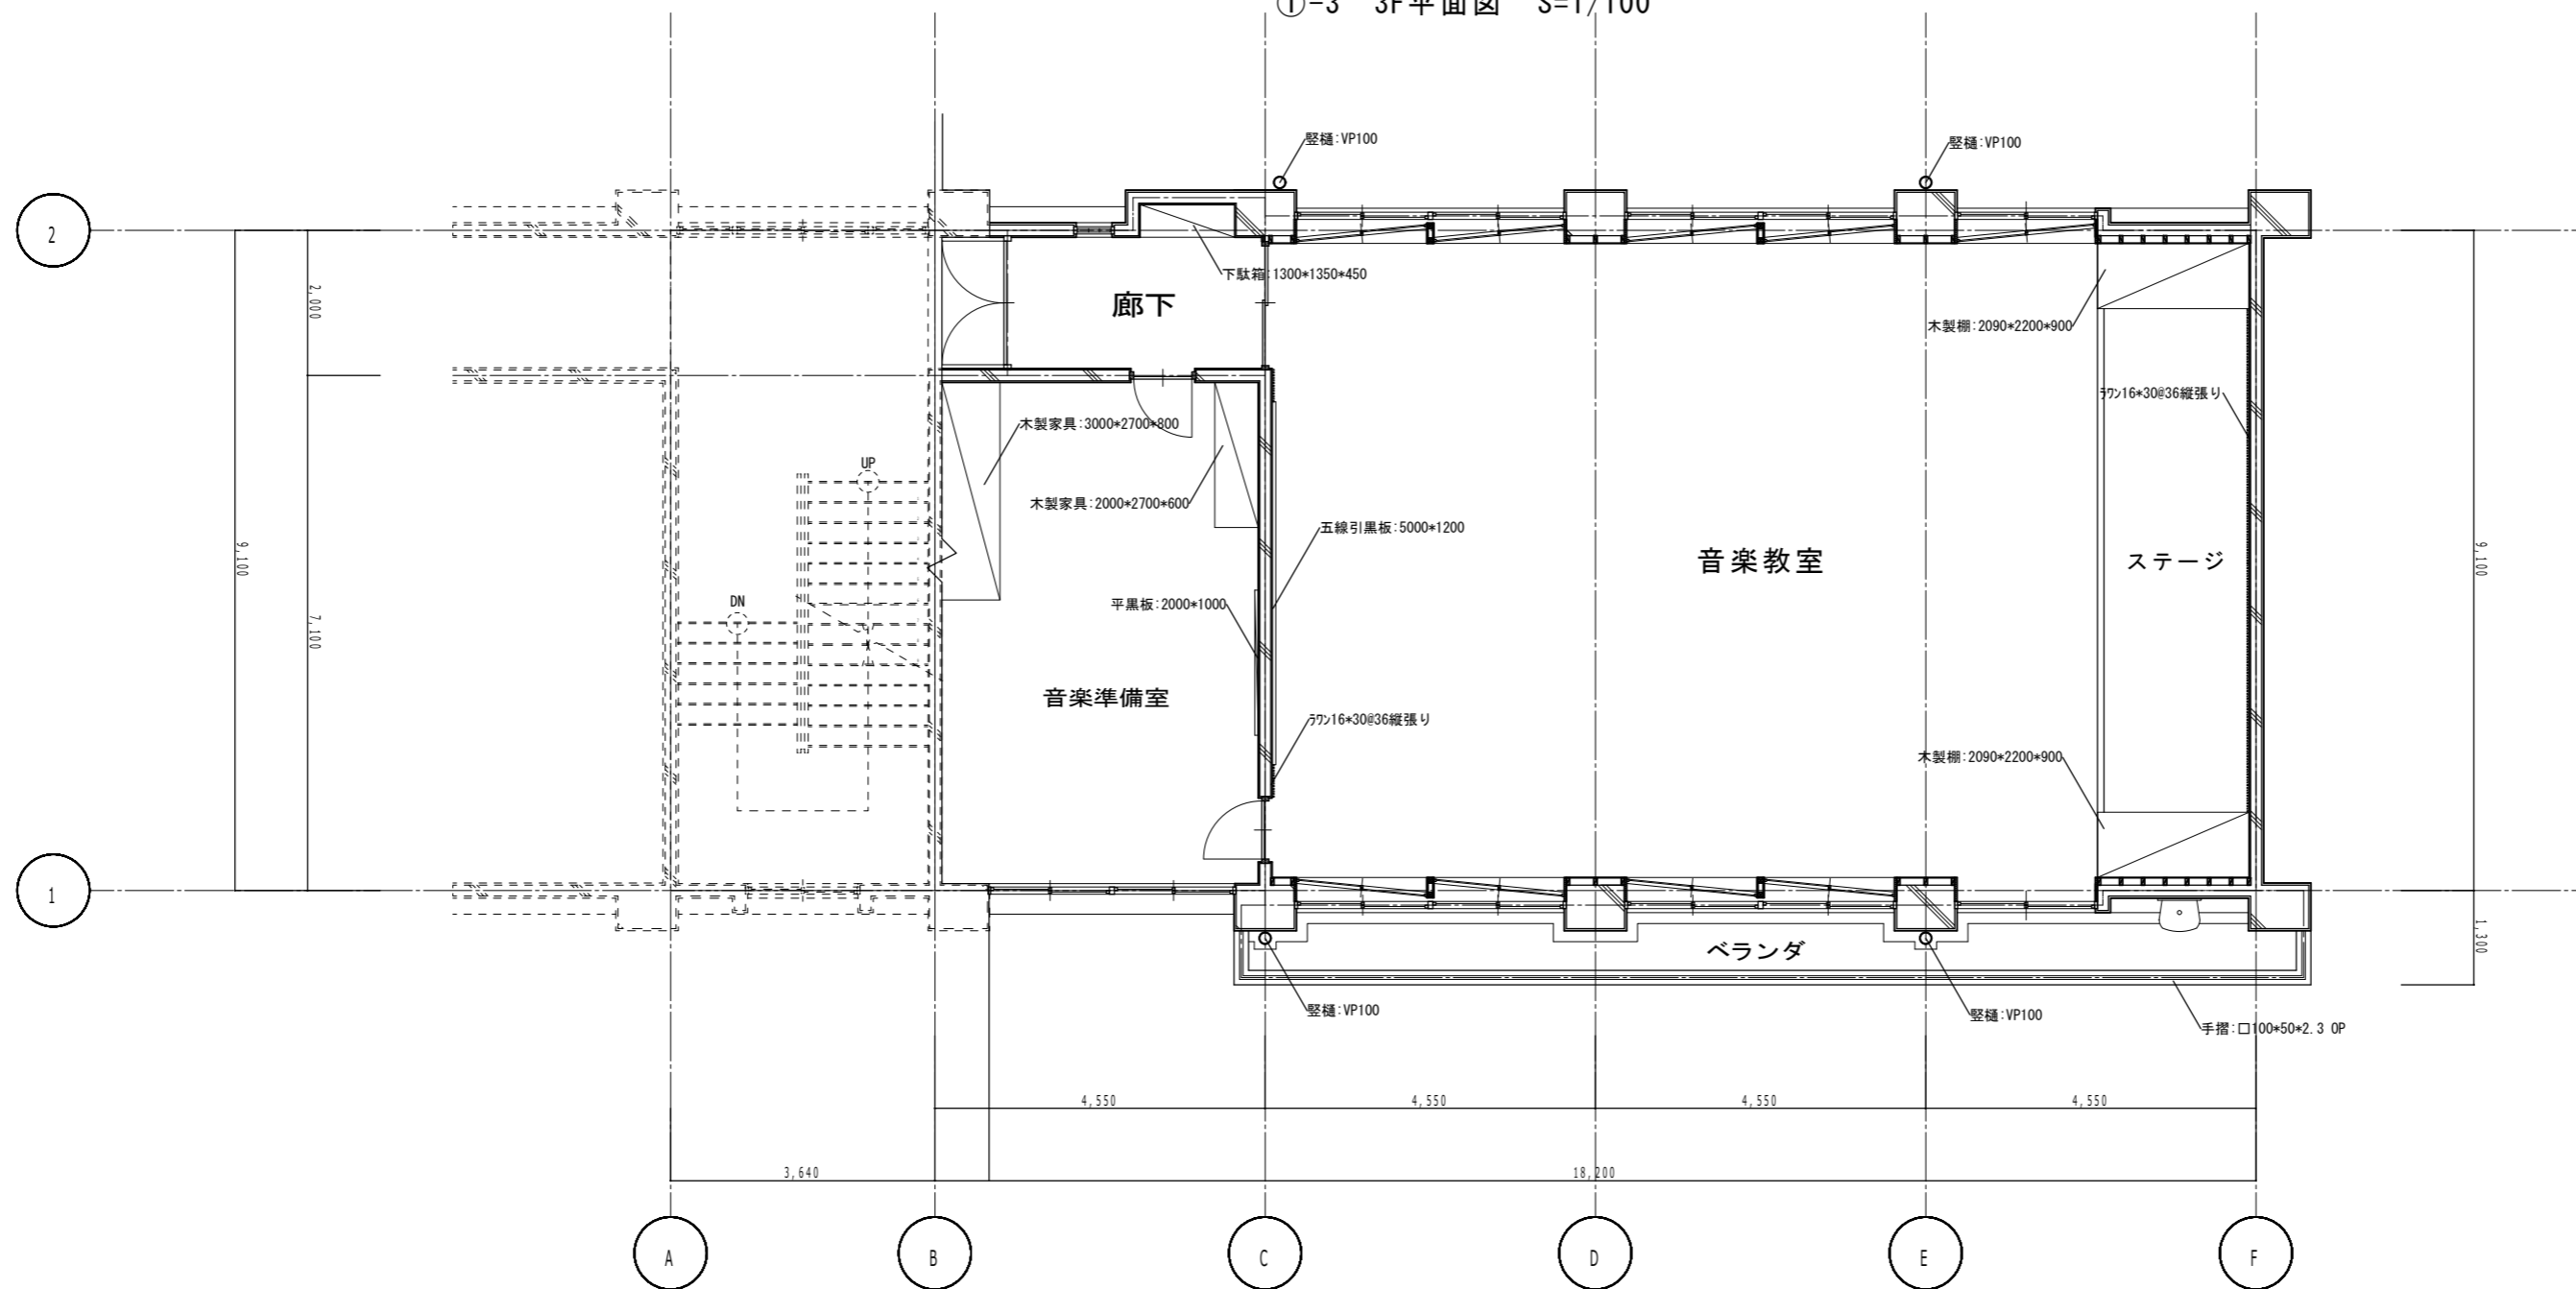 ①-3 3F平面図 S=1/100
竪樋:VP100
竪樋:VP100
2
下駄箱:1300*1350*450
廊下
2,000
木製棚:2090*2200*900
ﾗﾜﾝ16*30@36縦張り
木製家具:3000*2700*800
UP
木製家具:2000*2700*600
五線引黒板:5000*1200
9,100
音楽教室
ステージ
9,100
DN
平黒板:2000*1000
7,100
音楽準備室
ﾗﾜﾝ16*30@36縦張り
木製棚:2090*2200*900
1
ベランダ
1,300
竪樋:VP100
竪樋:VP100
手摺:□100*50*2.3 OP
4,550
4,550
4,550
4,550
3,640
18,200
A
B
C
D
E
F